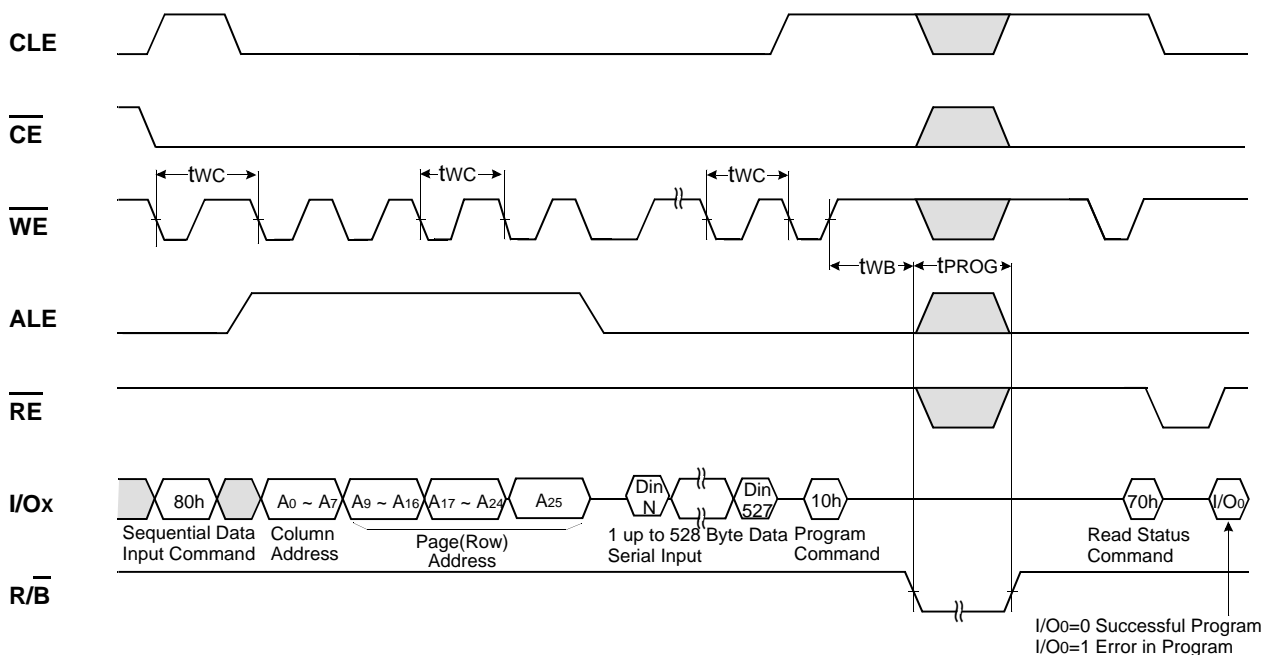 CLE
CE
tWC
tWC
tWC
WE
tWB
tPROG
ALE
RE
I/Ox
80h
A0 ~ A7
A9 ~ A16
A17 ~ A24
A25
Din
N
Din
527
10h
70h
I/O0
Sequential Data
Input Command
Column
Address
Page(Row)
Address
1 up to 528 Byte Data
Serial Input
Program
Command
Read Status
Command
R/B
I/O0=0 Successful Program
I/O0=1 Error in Program